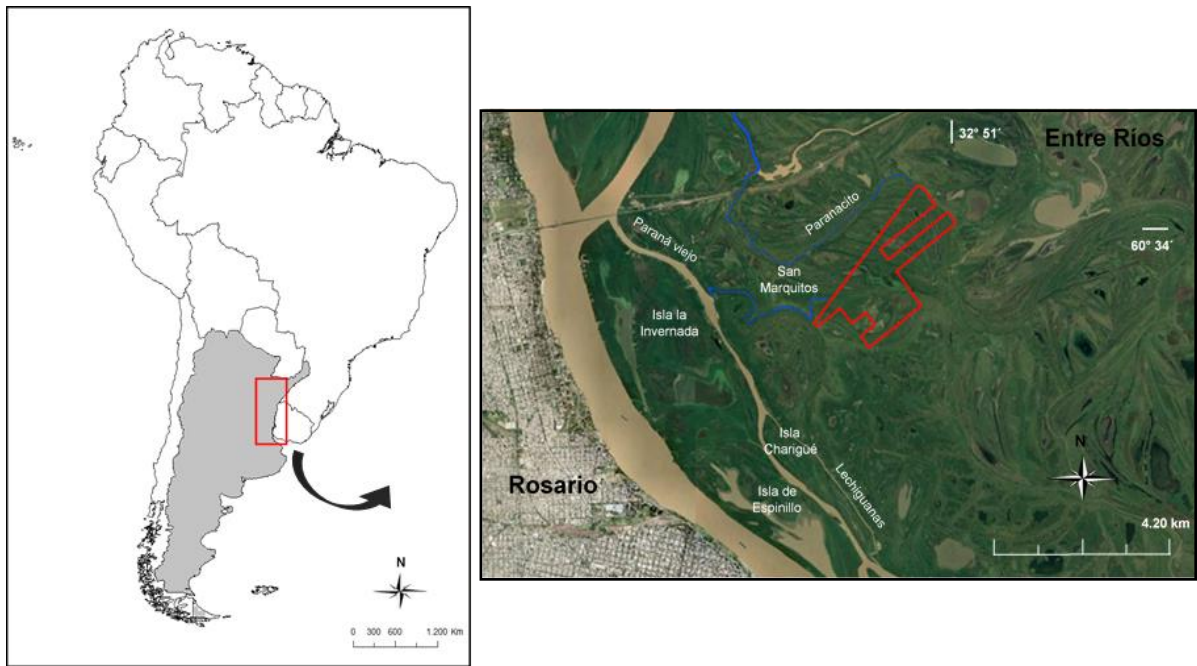 N
0 300 600 1.200 Km
32° 51´
Entre Ríos
Paranacito
60° 34´
Paraná viejo
San
Marquitos
Isla la
Invernada
Isla
Charigüé
Lechiguanas
N
Rosario
Isla de
Espinillo
4.20 km